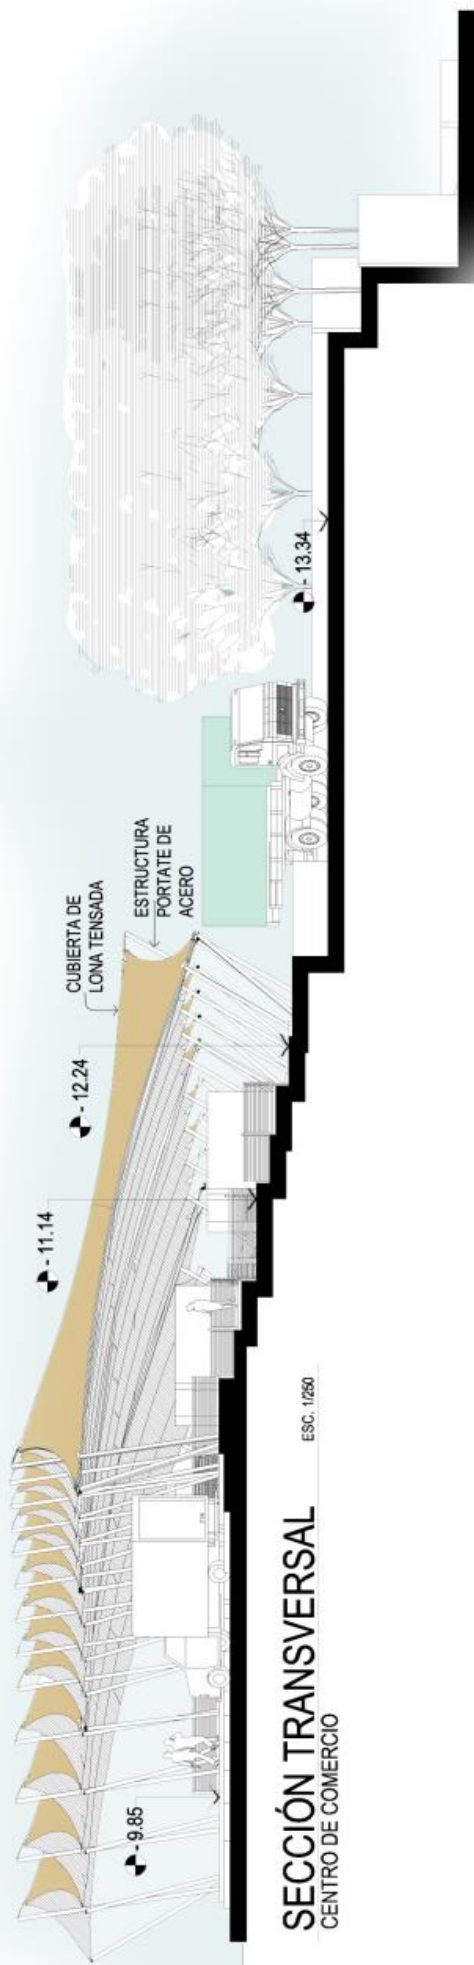 CUBIERTA DE
LONA TENSADA
ESTRUCTURA
PORTATE DE
ACERO
- 9.85
- 11.14
- 12.24
- 13.34
SECCIÓN TRANSVERSAL
CENTRO DE COMERCIO
ESC. 1/250